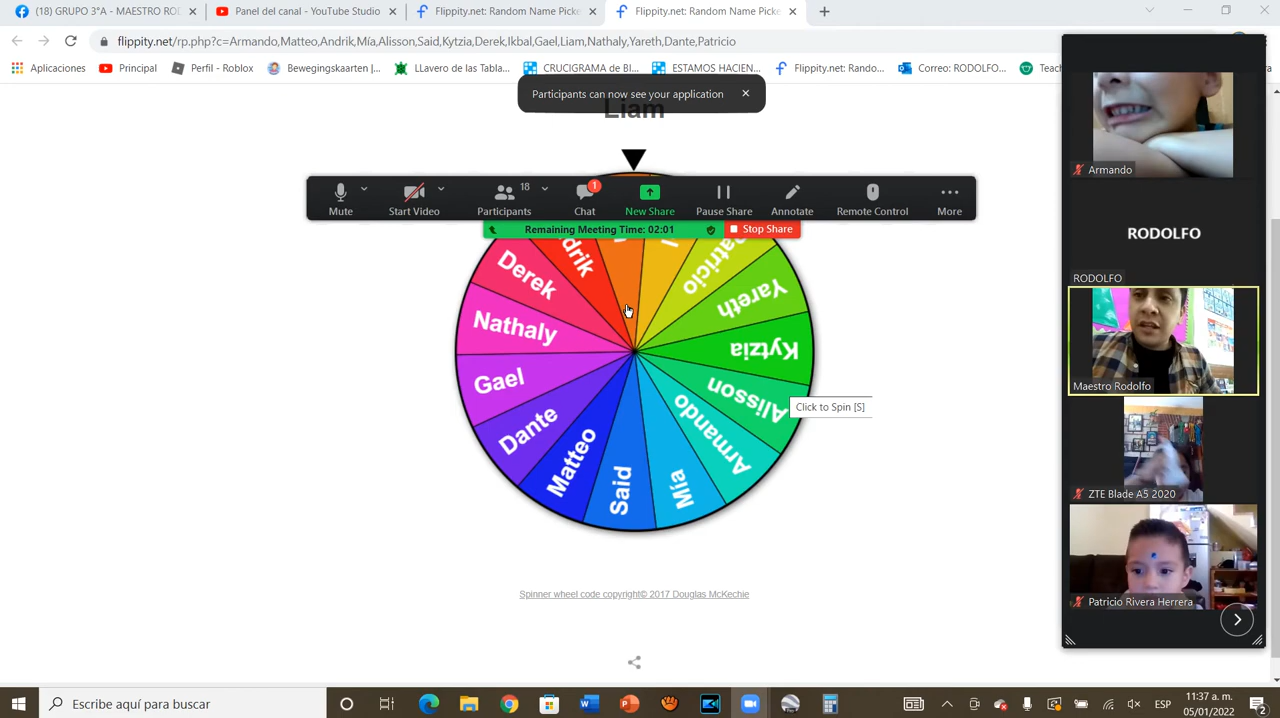 (18) GRUPO 3°A - MAESTRO ROD
Panel del canal - YouTube Studio
Flippity.net: Random Name Picke
Flippity.net: Random Name Picke
flippity.net/rp.php?c=Armando,Matteo,Andrik,Mía,Alisson,Said,Kytzia,Derek,Ikbal,Gael,Liam,Nathaly,Yareth,Dante,Patricio
Aplicaciones
Principal
Perfil - Roblox
Bewegingskaarten |...
LLavero de las Tabla...
CRUCIGRAMA de BI...
ESTAMOS HACIEN...
Flippity.net: Rando...
Correo: RODOLFO...
Participants can now see your application
Liam
Mute
Start Video
18
Participants
1
Chat
New Share
Pause Share
Annotate
Remote Control
More
Remaining Meeting Time: 02:01
Stop Share
Derek
Nathaly
Gael
Dante
Matteo
Said
Mía
Armando
Alisson
Kytzia
Yareth
Click to Spin [S]
Spinner wheel code copyright© 2017 Douglas McKechie
Armando
RODOLFO
RODOLFO
Maestro Rodolfo
ZTE Blade A5 2020
Patricio Rivera Herrera
Escribe aquí para buscar
ESP
11:37 a. m.
05/01/2022
2